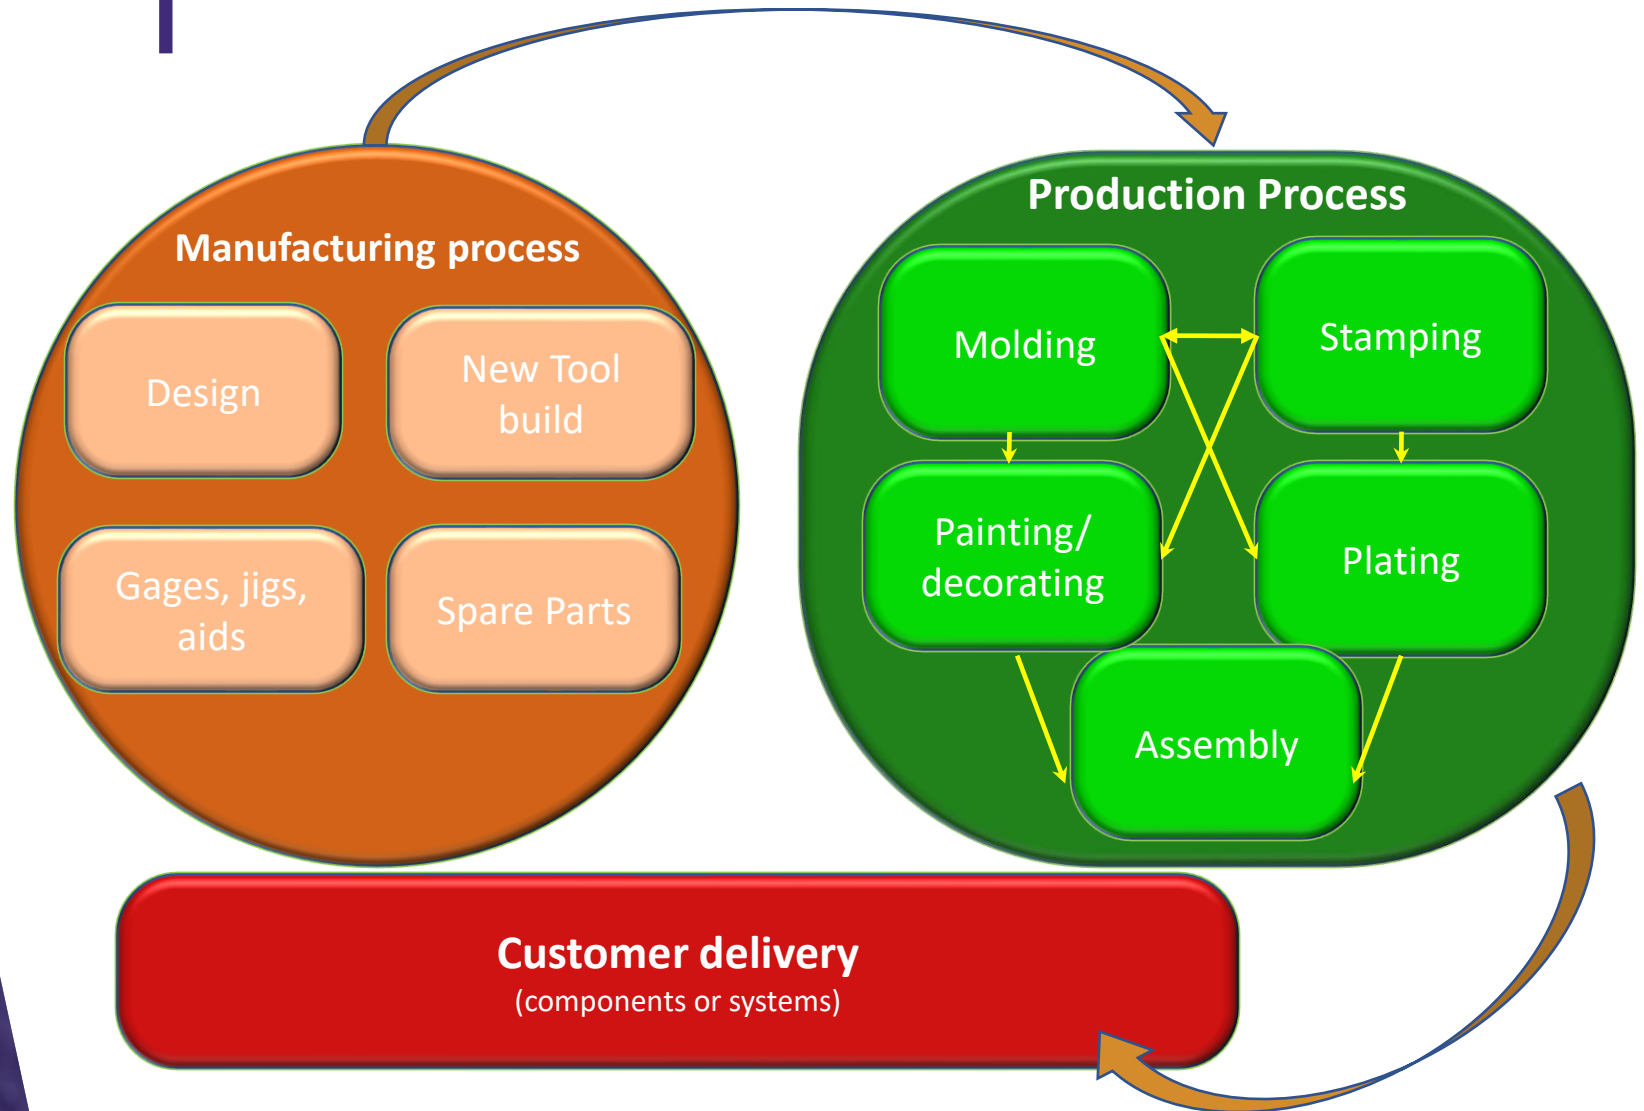 Manufacturing process
Design
New Tool
build
Gages, jigs,
aids
Spare Parts
Production Process
Molding
Stamping
Painting/
decorating
Plating
Assembly
Customer delivery
(components or systems)